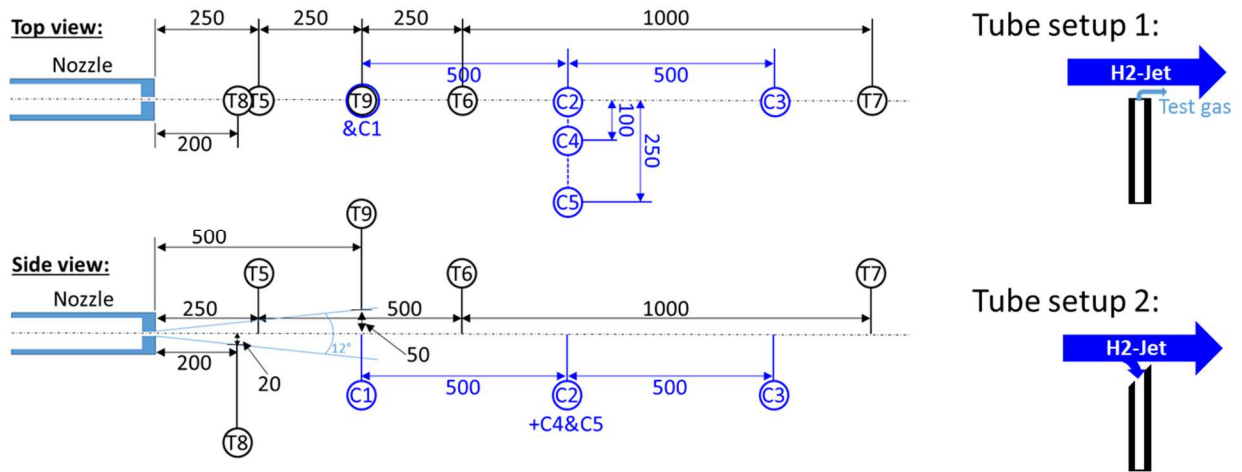 Top view:
250
250
250
1000
Nozzle
500
500
T8
T5
T9
T6
C2
C3
T7
&C1
200
100
C4
250
C5
Side view:
T9
500
T5
T6
T7
Nozzle
250
500
1000
12°
50
200
20
500
500
C1
C2
C3
+C4&C5
T8
Tube setup 1:
H2-Jet
Test gas
Tube setup 2:
H2-Jet